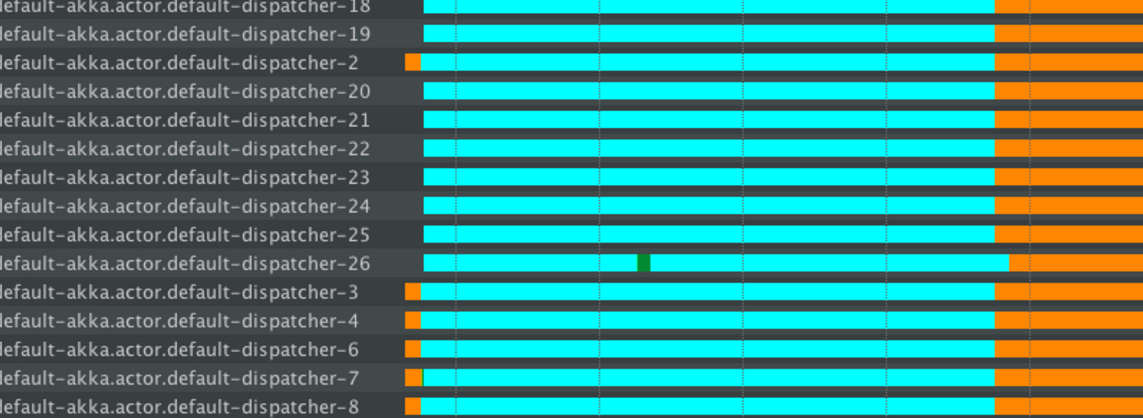 default-akka.actor.default-dispatcher-18
default-akka.actor.default-dispatcher-19
default-akka.actor.default-dispatcher-2
default-akka.actor.default-dispatcher-20
default-akka.actor.default-dispatcher-21
default-akka.actor.default-dispatcher-22
default-akka.actor.default-dispatcher-23
default-akka.actor.default-dispatcher-24
default-akka.actor.default-dispatcher-25
default-akka.actor.default-dispatcher-26
default-akka.actor.default-dispatcher-3
default-akka.actor.default-dispatcher-4
default-akka.actor.default-dispatcher-6
default-akka.actor.default-dispatcher-7
default-akka.actor.default-dispatcher-8